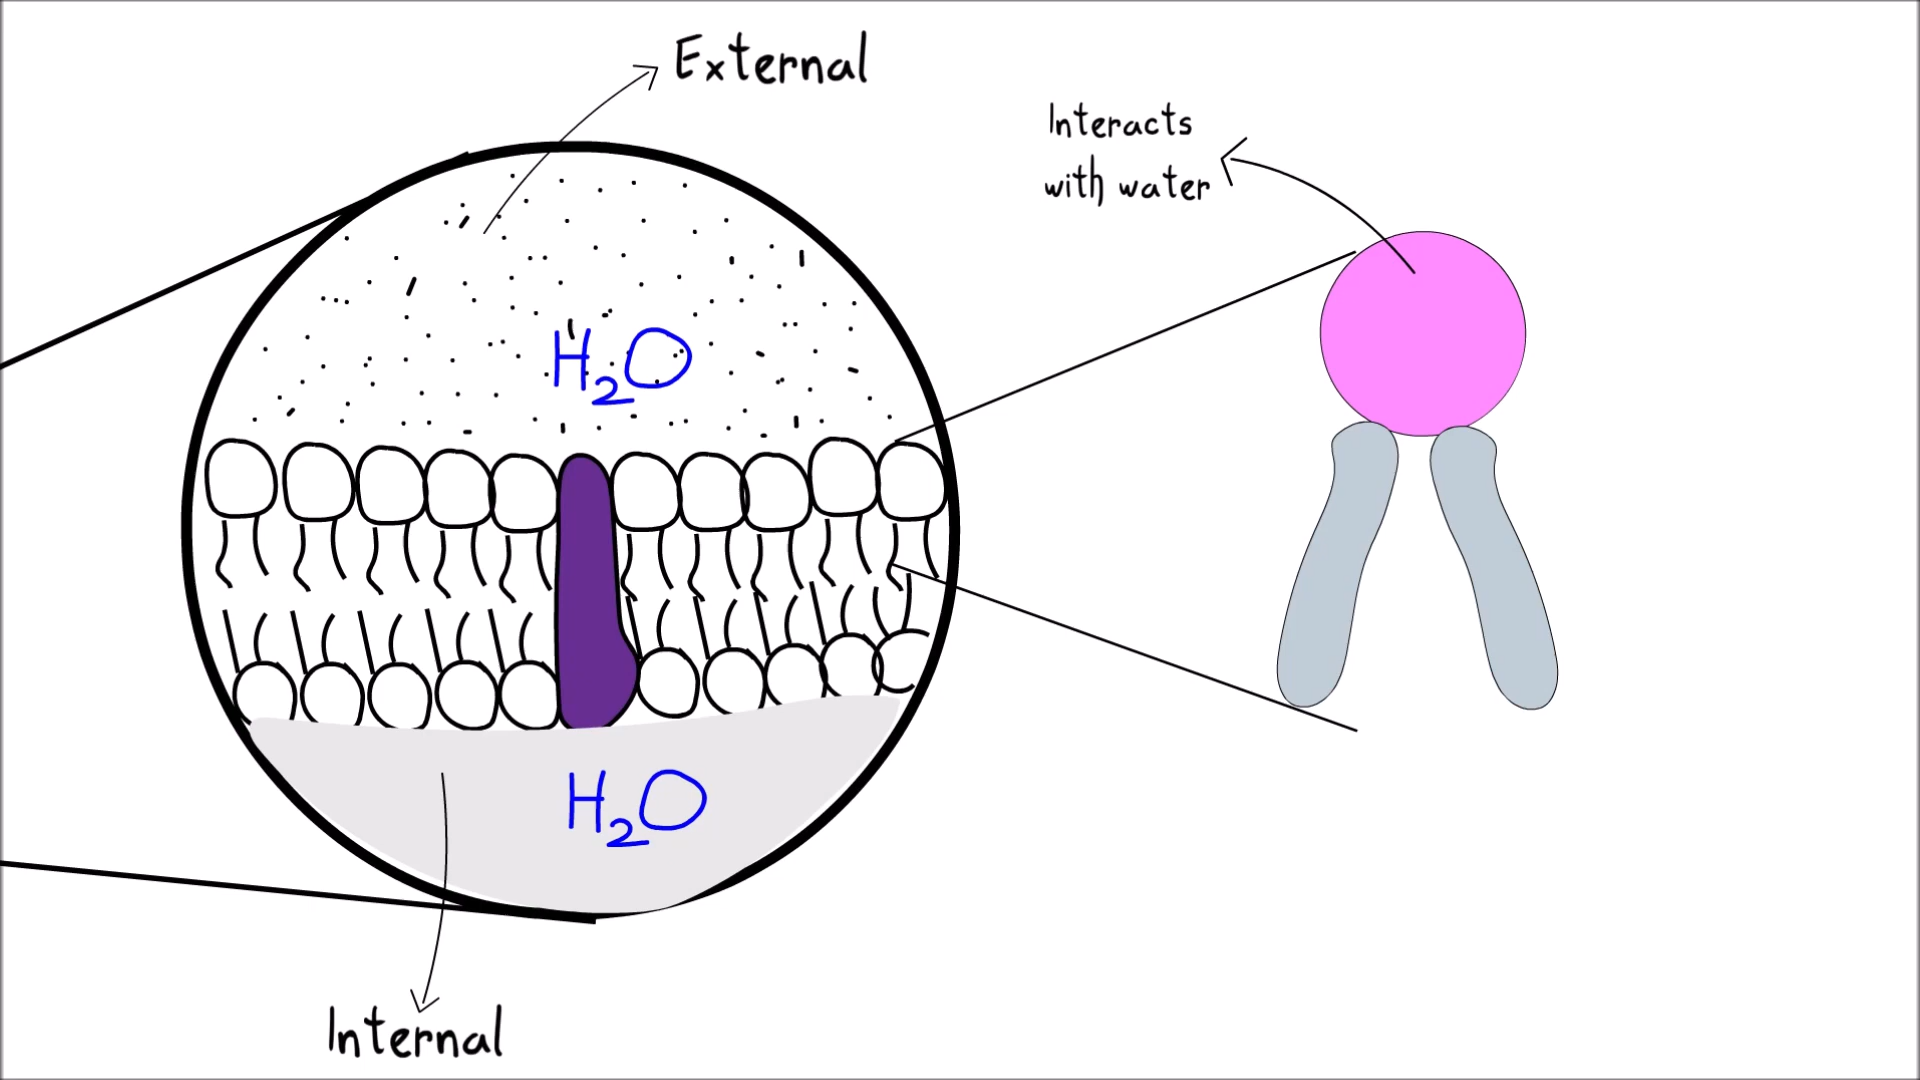 External
Interacts
with water
H₂O
H₂O
Internal